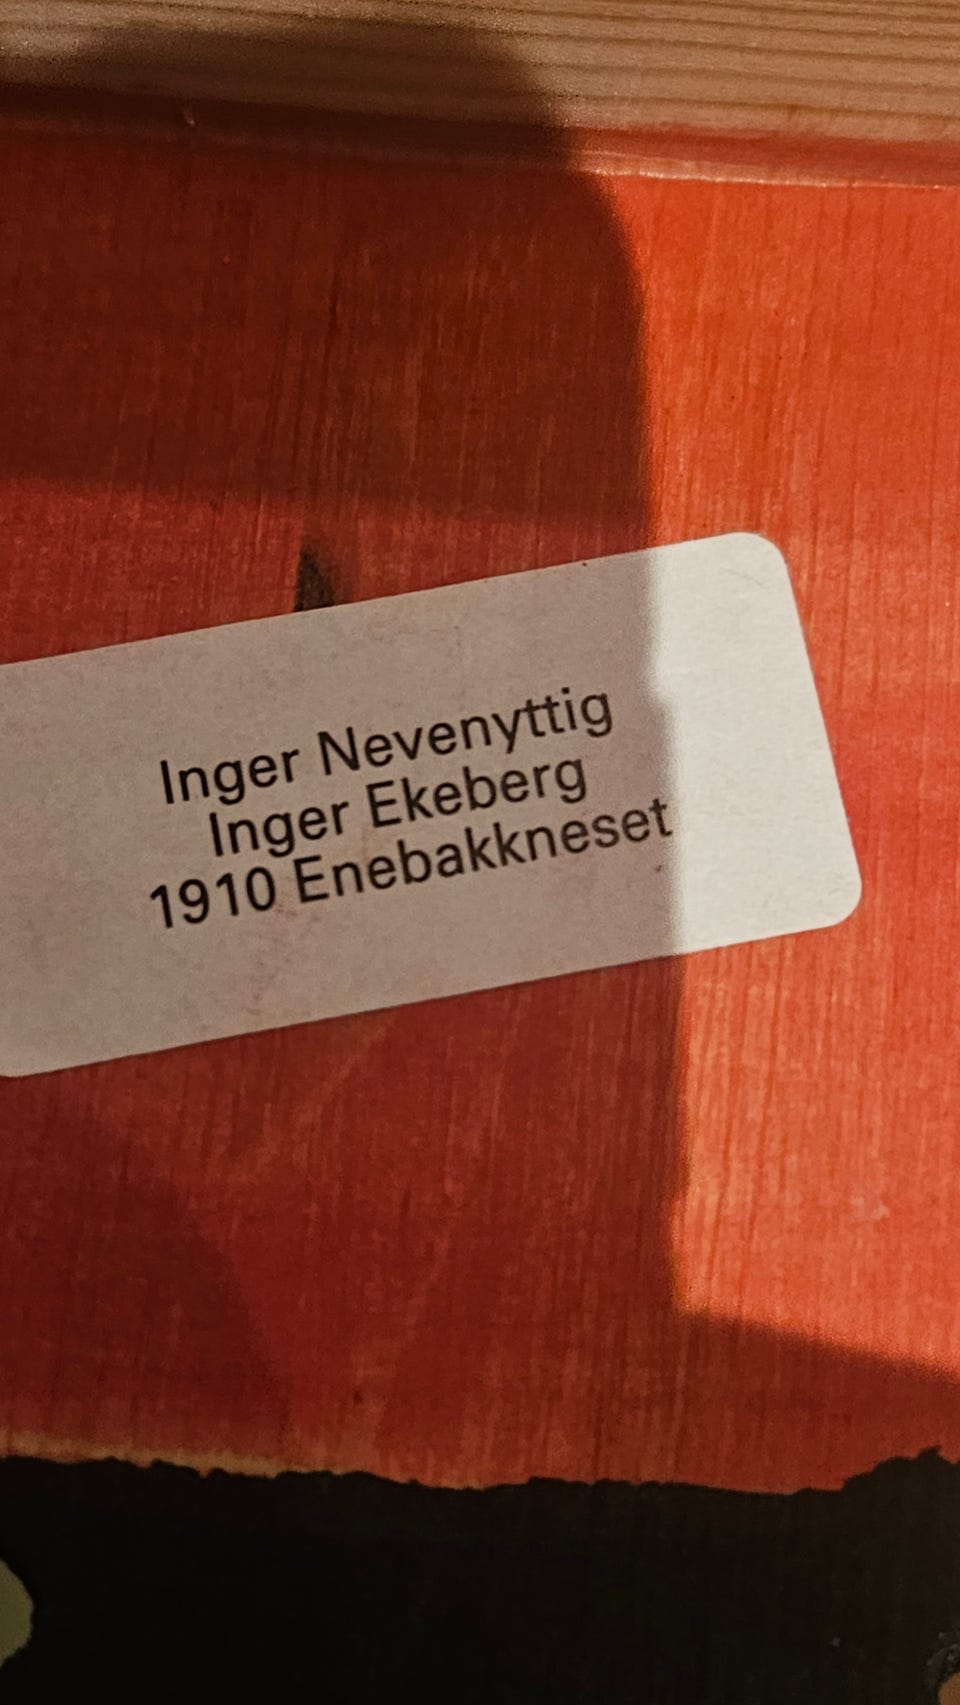 Inger Nevenyttig
Inger Ekeberg
1910 Enebakkneset